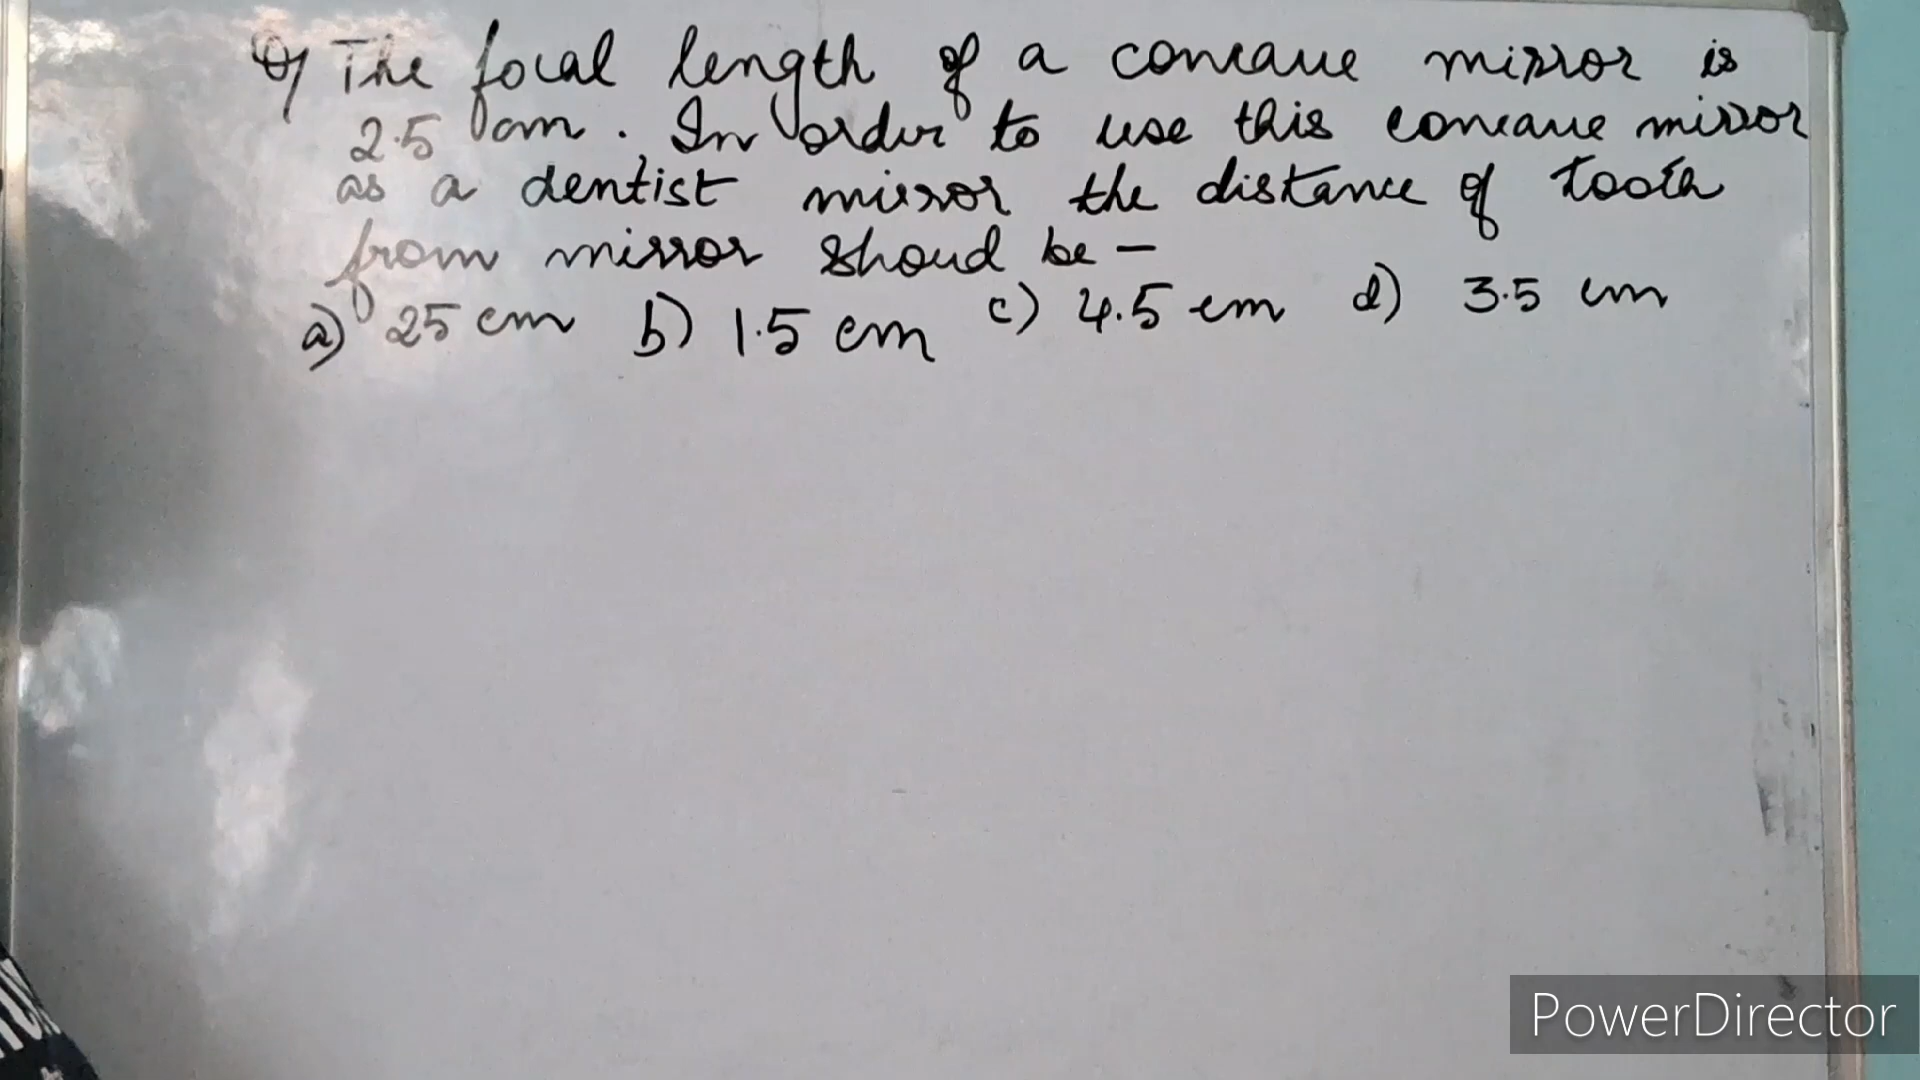 Q) The focal length of a concave mirror is
2.5 cm. In order to use this concave mirror
as a dentist mirror the distance of tooth
from mirror shoud be –
a) 25 cm b) 1.5 cm c) 4.5 cm d) 3.5 cm
PowerDirector